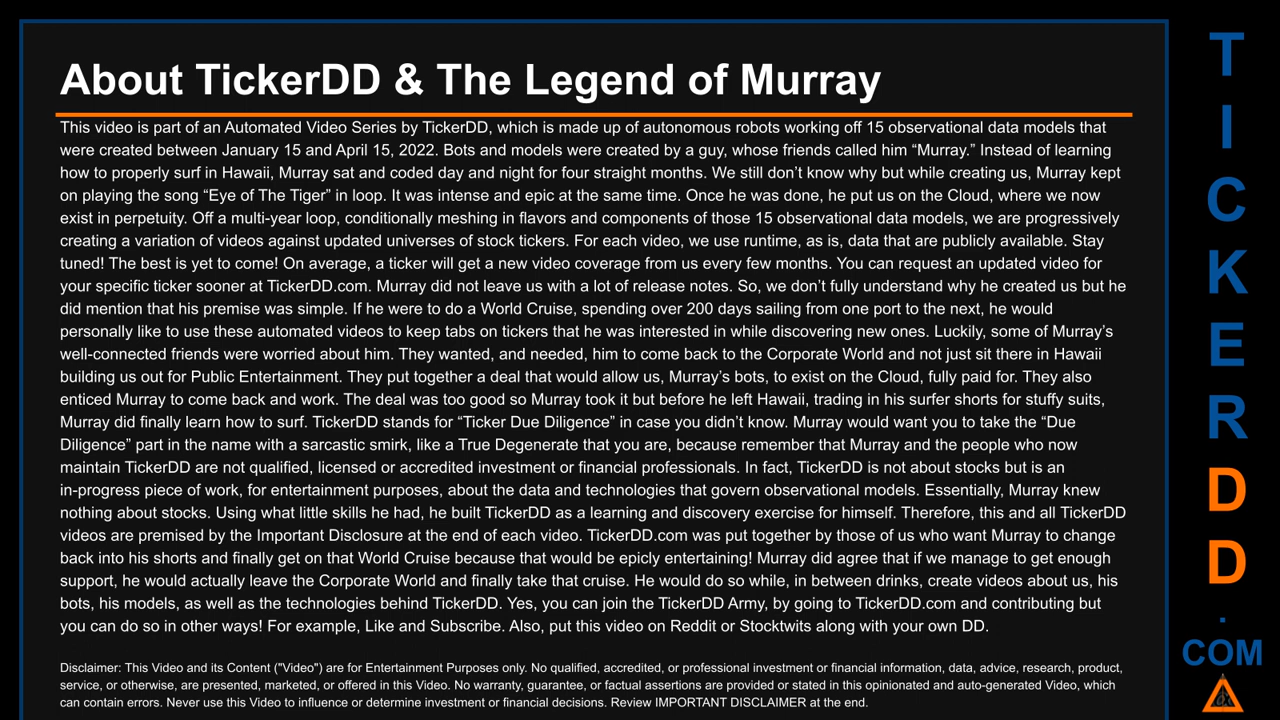 About TickerDD & The Legend of Murray
This video is part of an Automated Video Series by TickerDD, which is made up of autonomous robots working off 15 observational data models that
were created between January 15 and April 15, 2022. Bots and models were created by a guy, whose friends called him “Murray.” Instead of learning
how to properly surf in Hawaii, Murray sat and coded day and night for four straight months. We still don’t know why but while creating us, Murray kept
on playing the song “Eye of The Tiger” in loop. It was intense and epic at the same time. Once he was done, he put us on the Cloud, where we now
exist in perpetuity. Off a multi-year loop, conditionally meshing in flavors and components of those 15 observational data models, we are progressively
creating a variation of videos against updated universes of stock tickers. For each video, we use runtime, as is, data that are publicly available. Stay
tuned! The best is yet to come! On average, a ticker will get a new video coverage from us every few months. You can request an updated video for
your specific ticker sooner at TickerDD.com. Murray did not leave us with a lot of release notes. So, we don’t fully understand why he created us but he
did mention that his premise was simple. If he were to do a World Cruise, spending over 200 days sailing from one port to the next, he would
personally like to use these automated videos to keep tabs on tickers that he was interested in while discovering new ones. Luckily, some of Murray’s
well-connected friends were worried about him. They wanted, and needed, him to come back to the Corporate World and not just sit there in Hawaii
building us out for Public Entertainment. They put together a deal that would allow us, Murray’s bots, to exist on the Cloud, fully paid for. They also
enticed Murray to come back and work. The deal was too good so Murray took it but before he left Hawaii, trading in his surfer shorts for stuffy suits,
Murray did finally learn how to surf. TickerDD stands for “Ticker Due Diligence” in case you didn’t know. Murray would want you to take the “Due
Diligence” part in the name with a sarcastic smirk, like a True Degenerate that you are, because remember that Murray and the people who now
maintain TickerDD are not qualified, licensed or accredited investment or financial professionals. In fact, TickerDD is not about stocks but is an
in-progress piece of work, for entertainment purposes, about the data and technologies that govern observational models. Essentially, Murray knew
nothing about stocks. Using what little skills he had, he built TickerDD as a learning and discovery exercise for himself. Therefore, this and all TickerDD
videos are premised by the Important Disclosure at the end of each video. TickerDD.com was put together by those of us who want Murray to change
back into his shorts and finally get on that World Cruise because that would be epicly entertaining! Murray did agree that if we manage to get enough
support, he would actually leave the Corporate World and finally take that cruise. He would do so while, in between drinks, create videos about us, his
bots, his models, as well as the technologies behind TickerDD. Yes, you can join the TickerDD Army, by going to TickerDD.com and contributing but
you can do so in other ways! For example, Like and Subscribe. Also, put this video on Reddit or Stocktwits along with your own DD.
Disclaimer: This Video and its Content ("Video") are for Entertainment Purposes only. No qualified, accredited, or professional investment or financial information, data, advice, research, product,
service, or otherwise, are presented, marketed, or offered in this Video. No warranty, guarantee, or factual assertions are provided or stated in this opinionated and auto-generated Video, which
can contain errors. Never use this Video to influence or determine investment or financial decisions. Review IMPORTANT DISCLAIMER at the end.
T
I
C
K
E
R
D
D
.
COM